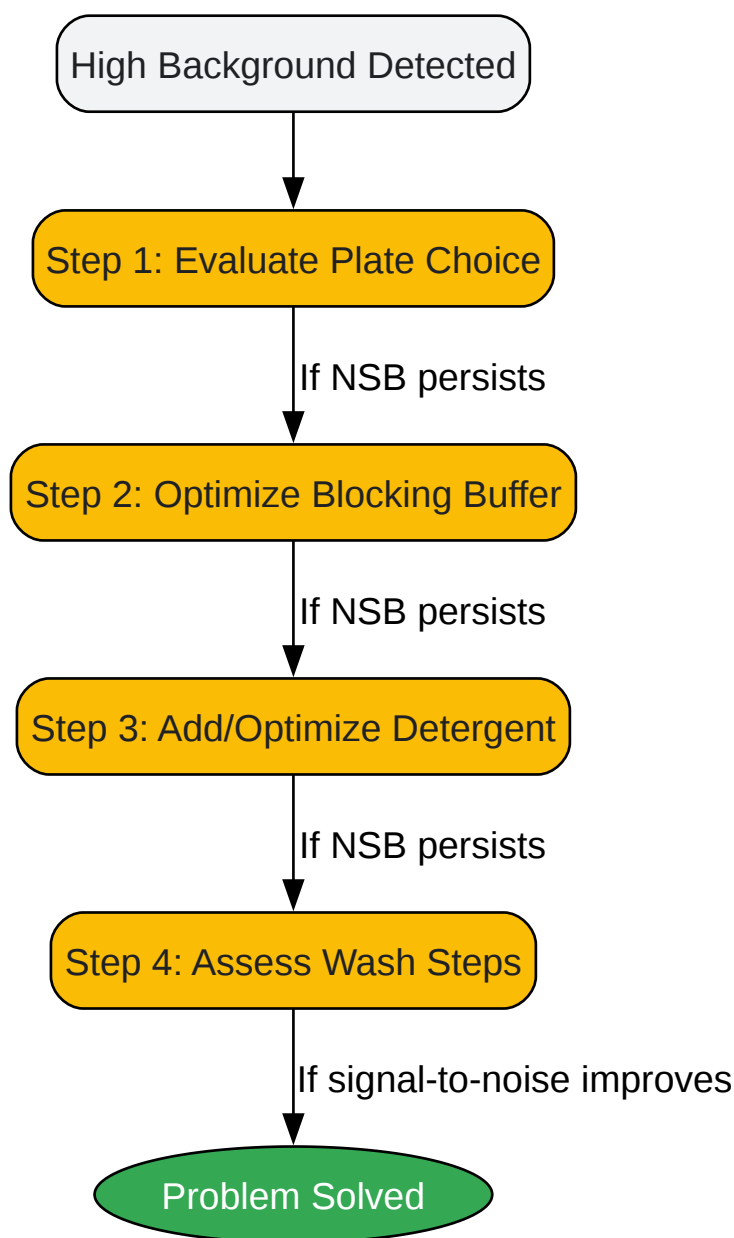 High Background Detected
Step 1: Evaluate Plate Choice
If NSB persists
Step 2: Optimize Blocking Buffer
If NSB persists
Step 3: Add/Optimize Detergent
If NSB persists
Step 4: Assess Wash Steps
If signal-to-noise improves
Problem Solved